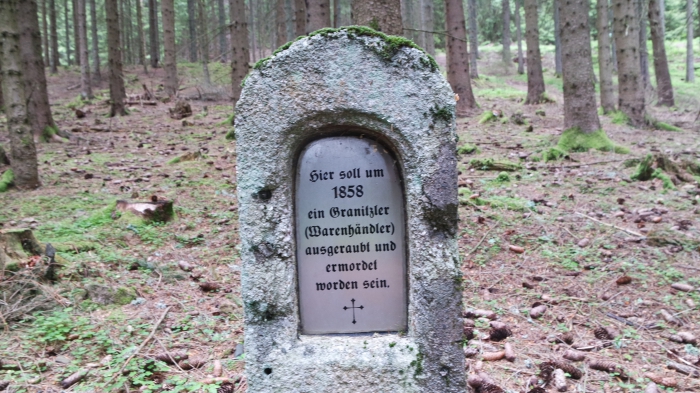 Hier soll um
1858
ein Granitzler
(Warenhändler)
ausgeraubt und
ermordet
worden sein.